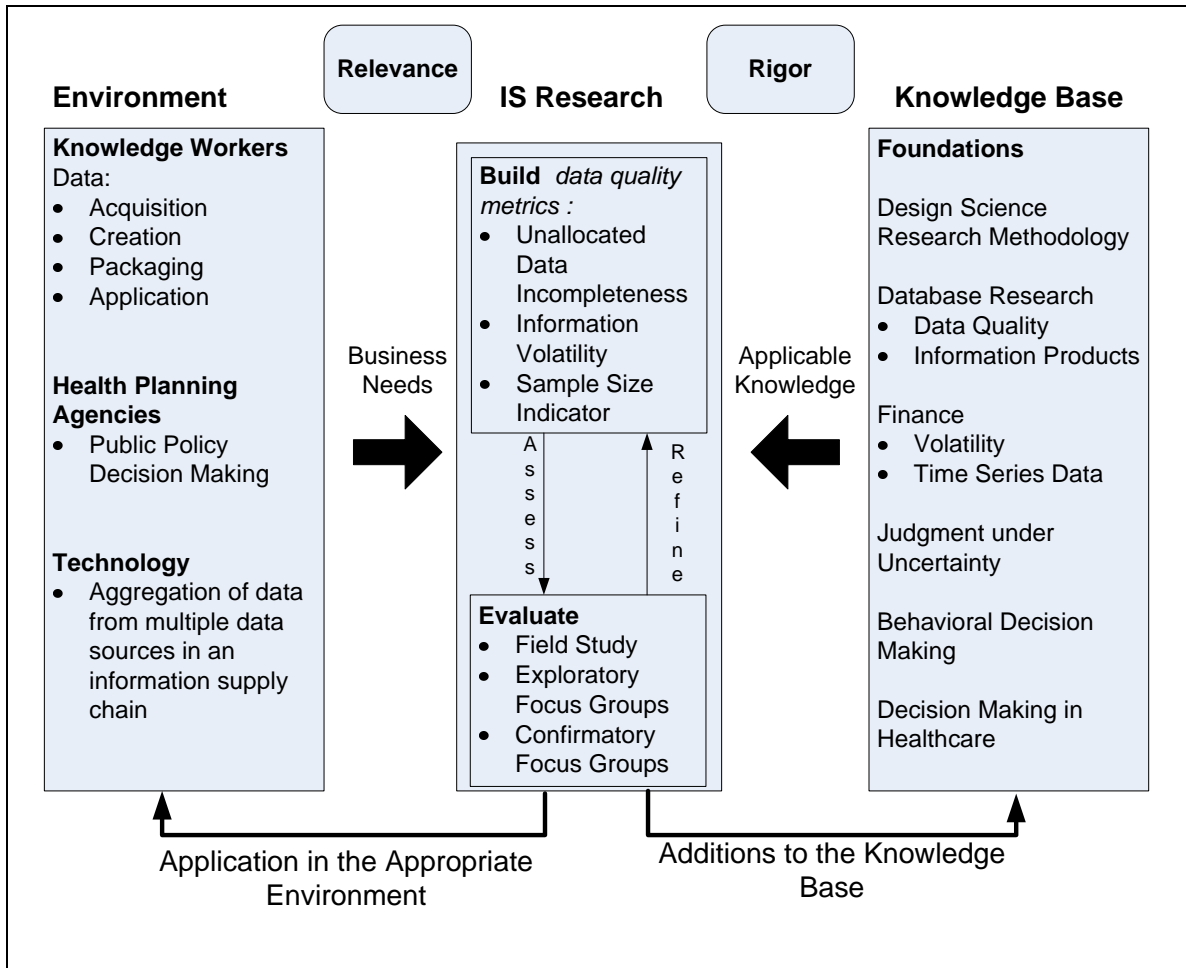 Relevance
Rigor
Environment
IS Research
Knowledge Base
Knowledge Workers
Data:
• Acquisition
• Creation
• Packaging
• Application
Health Planning
Agencies
• Public Policy
Decision Making
Technology
• Aggregation of data
from multiple data
sources in an
information supply
chain
Business
Needs
Build data quality
metrics :
• Unallocated
Data
Incompleteness
• Information
Volatility
• Sample Size
Indicator
Assess
Refine
Evaluate
• Field Study
• Exploratory
Focus Groups
• Confirmatory
Focus Groups
Applicable
Knowledge
Foundations
Design Science
Research Methodology
Database Research
• Data Quality
• Information Products
Finance
• Volatility
• Time Series Data
Judgment under
Uncertainty
Behavioral Decision
Making
Decision Making in
Healthcare
Application in the Appropriate
Environment
Additions to the Knowledge
Base